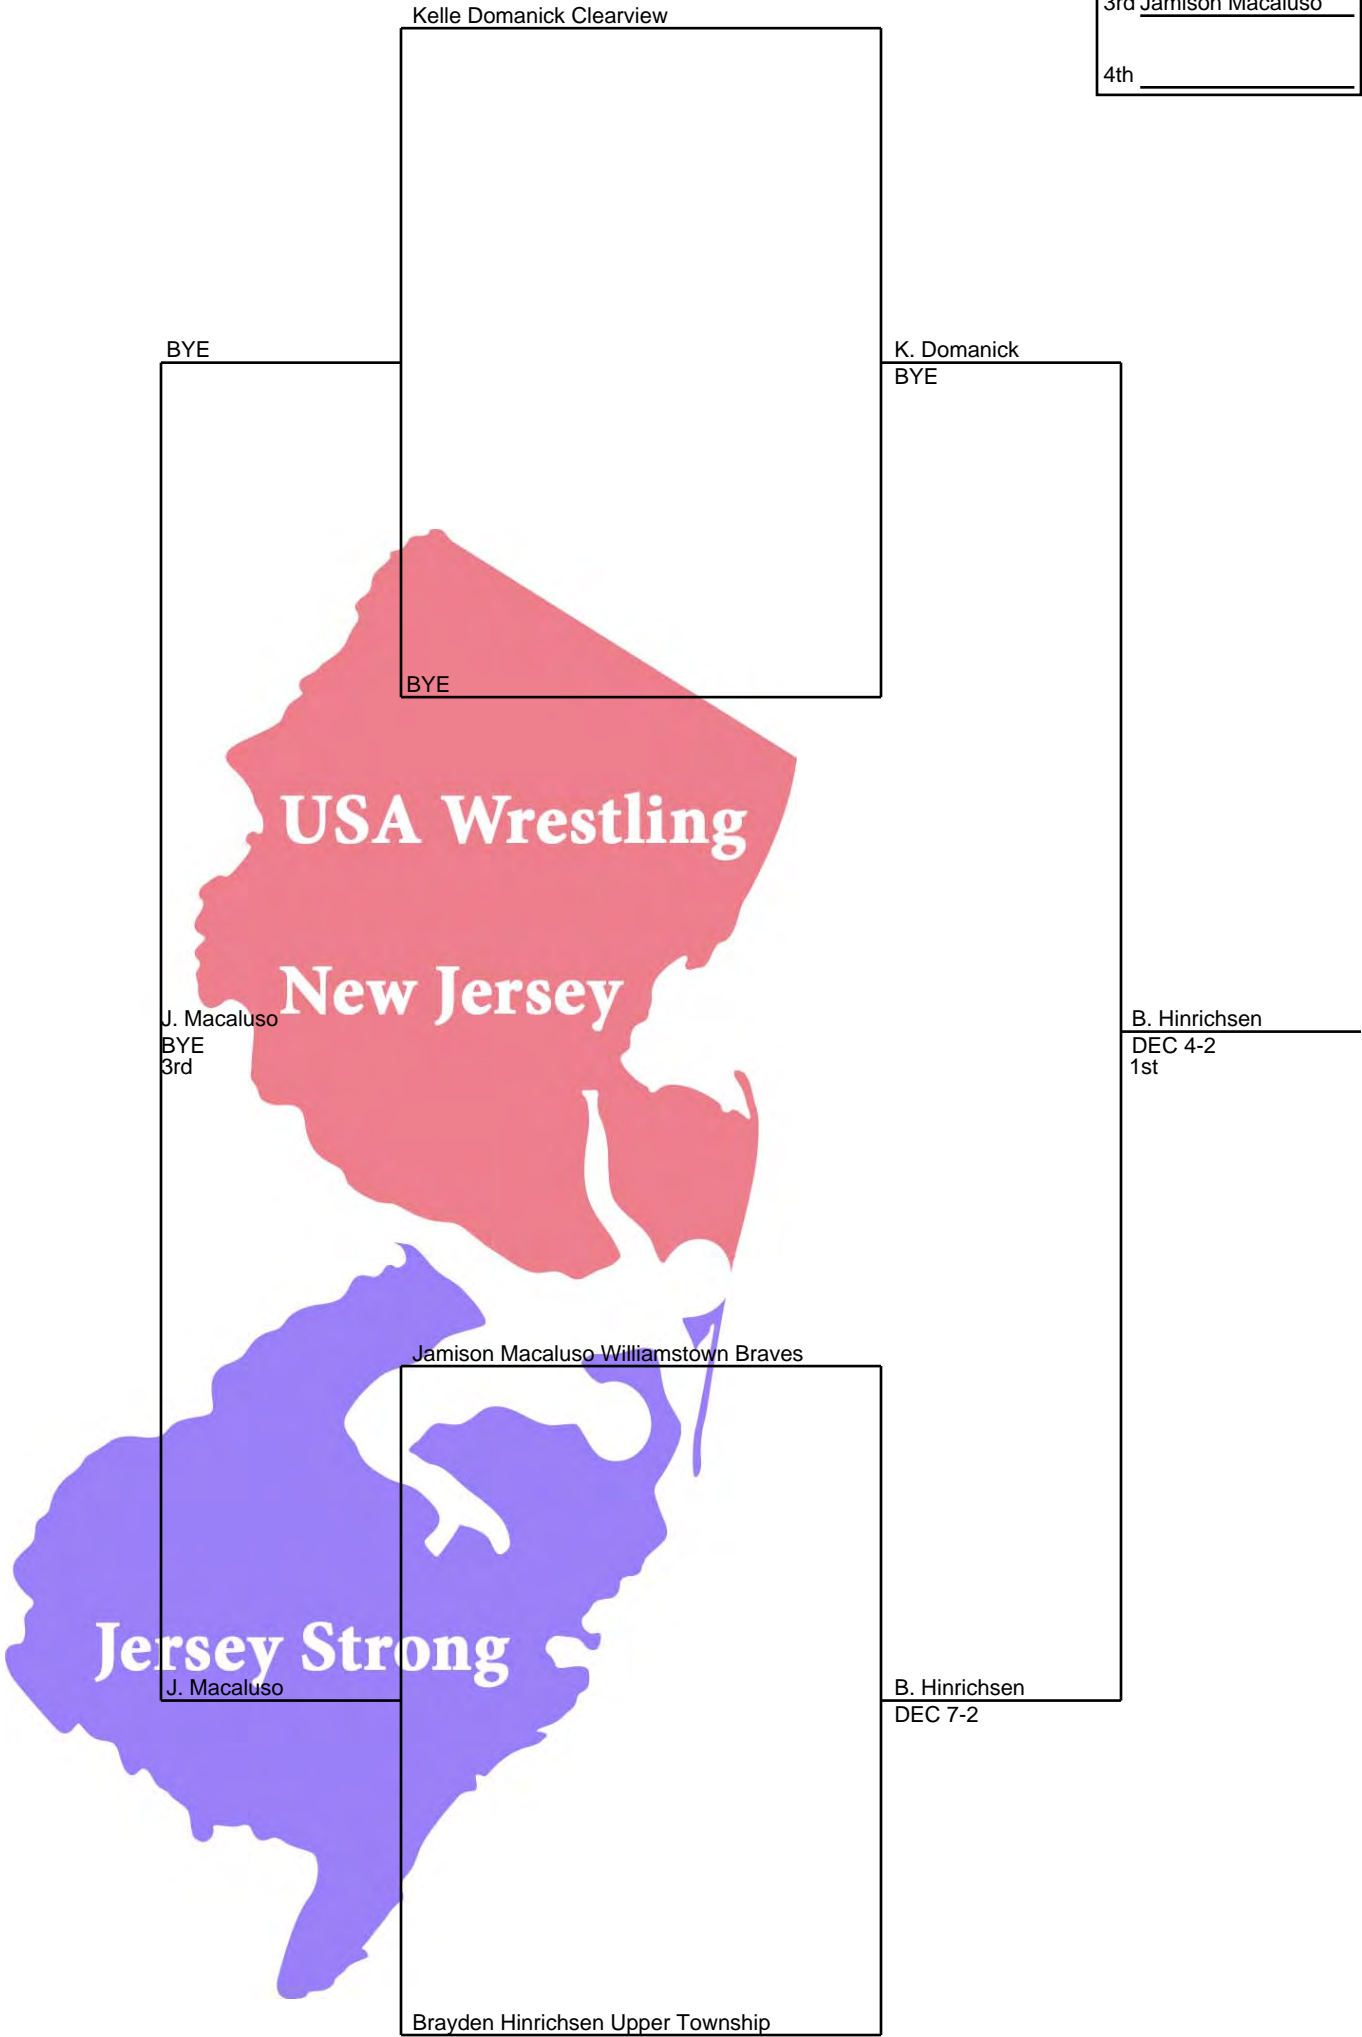 Kelle Domanick Clearview
3rd Jamison Macaluso
4th
BYE
K. Domanick
BYE
BYE
USA Wrestling
New Jersey
J. Macaluso
BYE
3rd
B. Hinrichsen
DEC 4-2
1st
Jamison Macaluso Williamstown Braves
Jersey Strong
J. Macaluso
B. Hinrichsen
DEC 7-2
Brayden Hinrichsen Upper Township